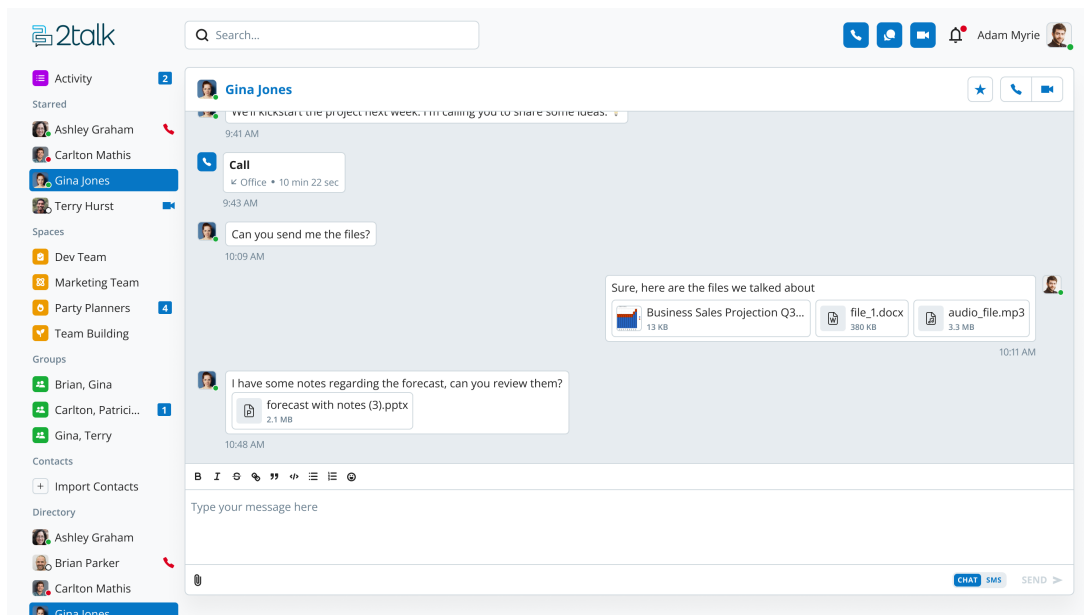 2talk
Search...
Adam Myrie
Activity 2
Starred
Ashley Graham
Carlton Mathis
Gina Jones
Terry Hurst
Spaces
Dev Team
Marketing Team
Party Planners 4
Team Building
Groups
Brian, Gina
Carlton, Patrici... 1
Gina, Terry
Contacts
Import Contacts
Directory
Ashley Graham
Brian Parker
Carlton Mathis
Gina Jones
Gina Jones
We'll kickstart the project next week. I'm calling you to share some ideas.
9:41 AM
Call
Office • 10 min 22 sec
9:43 AM
Can you send me the files?
10:09 AM
Sure, here are the files we talked about
Business Sales Projection Q3...
13 KB
file_1.docx
380 KB
audio_file.mp3
3.3 MB
10:11 AM
I have some notes regarding the forecast, can you review them?
forecast with notes (3).pptx
2.1 MB
10:48 AM
B I S
Type your message here
CHAT SMS SEND